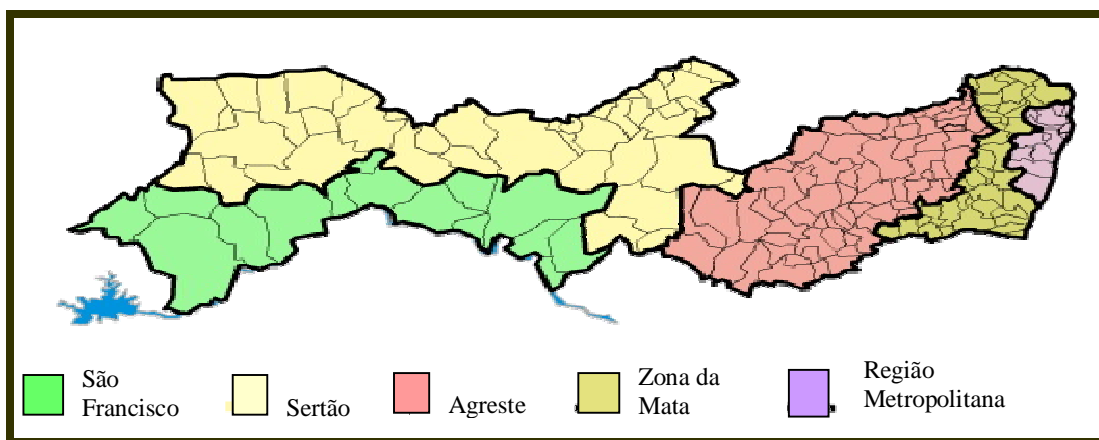 São
Francisco
Sertão
Agreste
Zona da
Mata
Região
Metropolitana